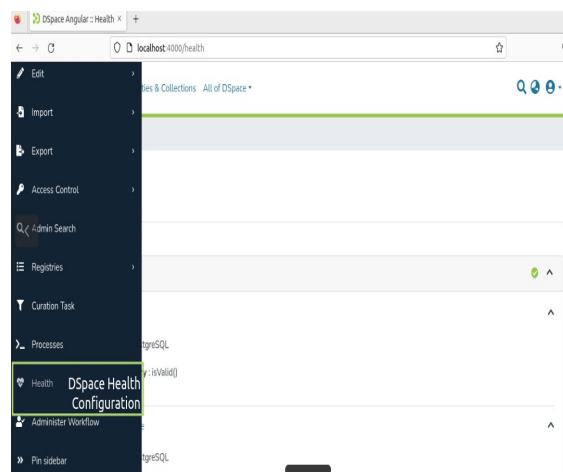 DSpace Angular :: Health × +
localhost:4000/health
Edit
ties & Collections All of DSpace
Import
Export
Access Control
Admin Search
Registries
Curation Task
Processes
tgreSQL
y : isValid()
Health
DSpace Health
Configuration
Administer Workflow
e
Pin sidebar
tgreSQL